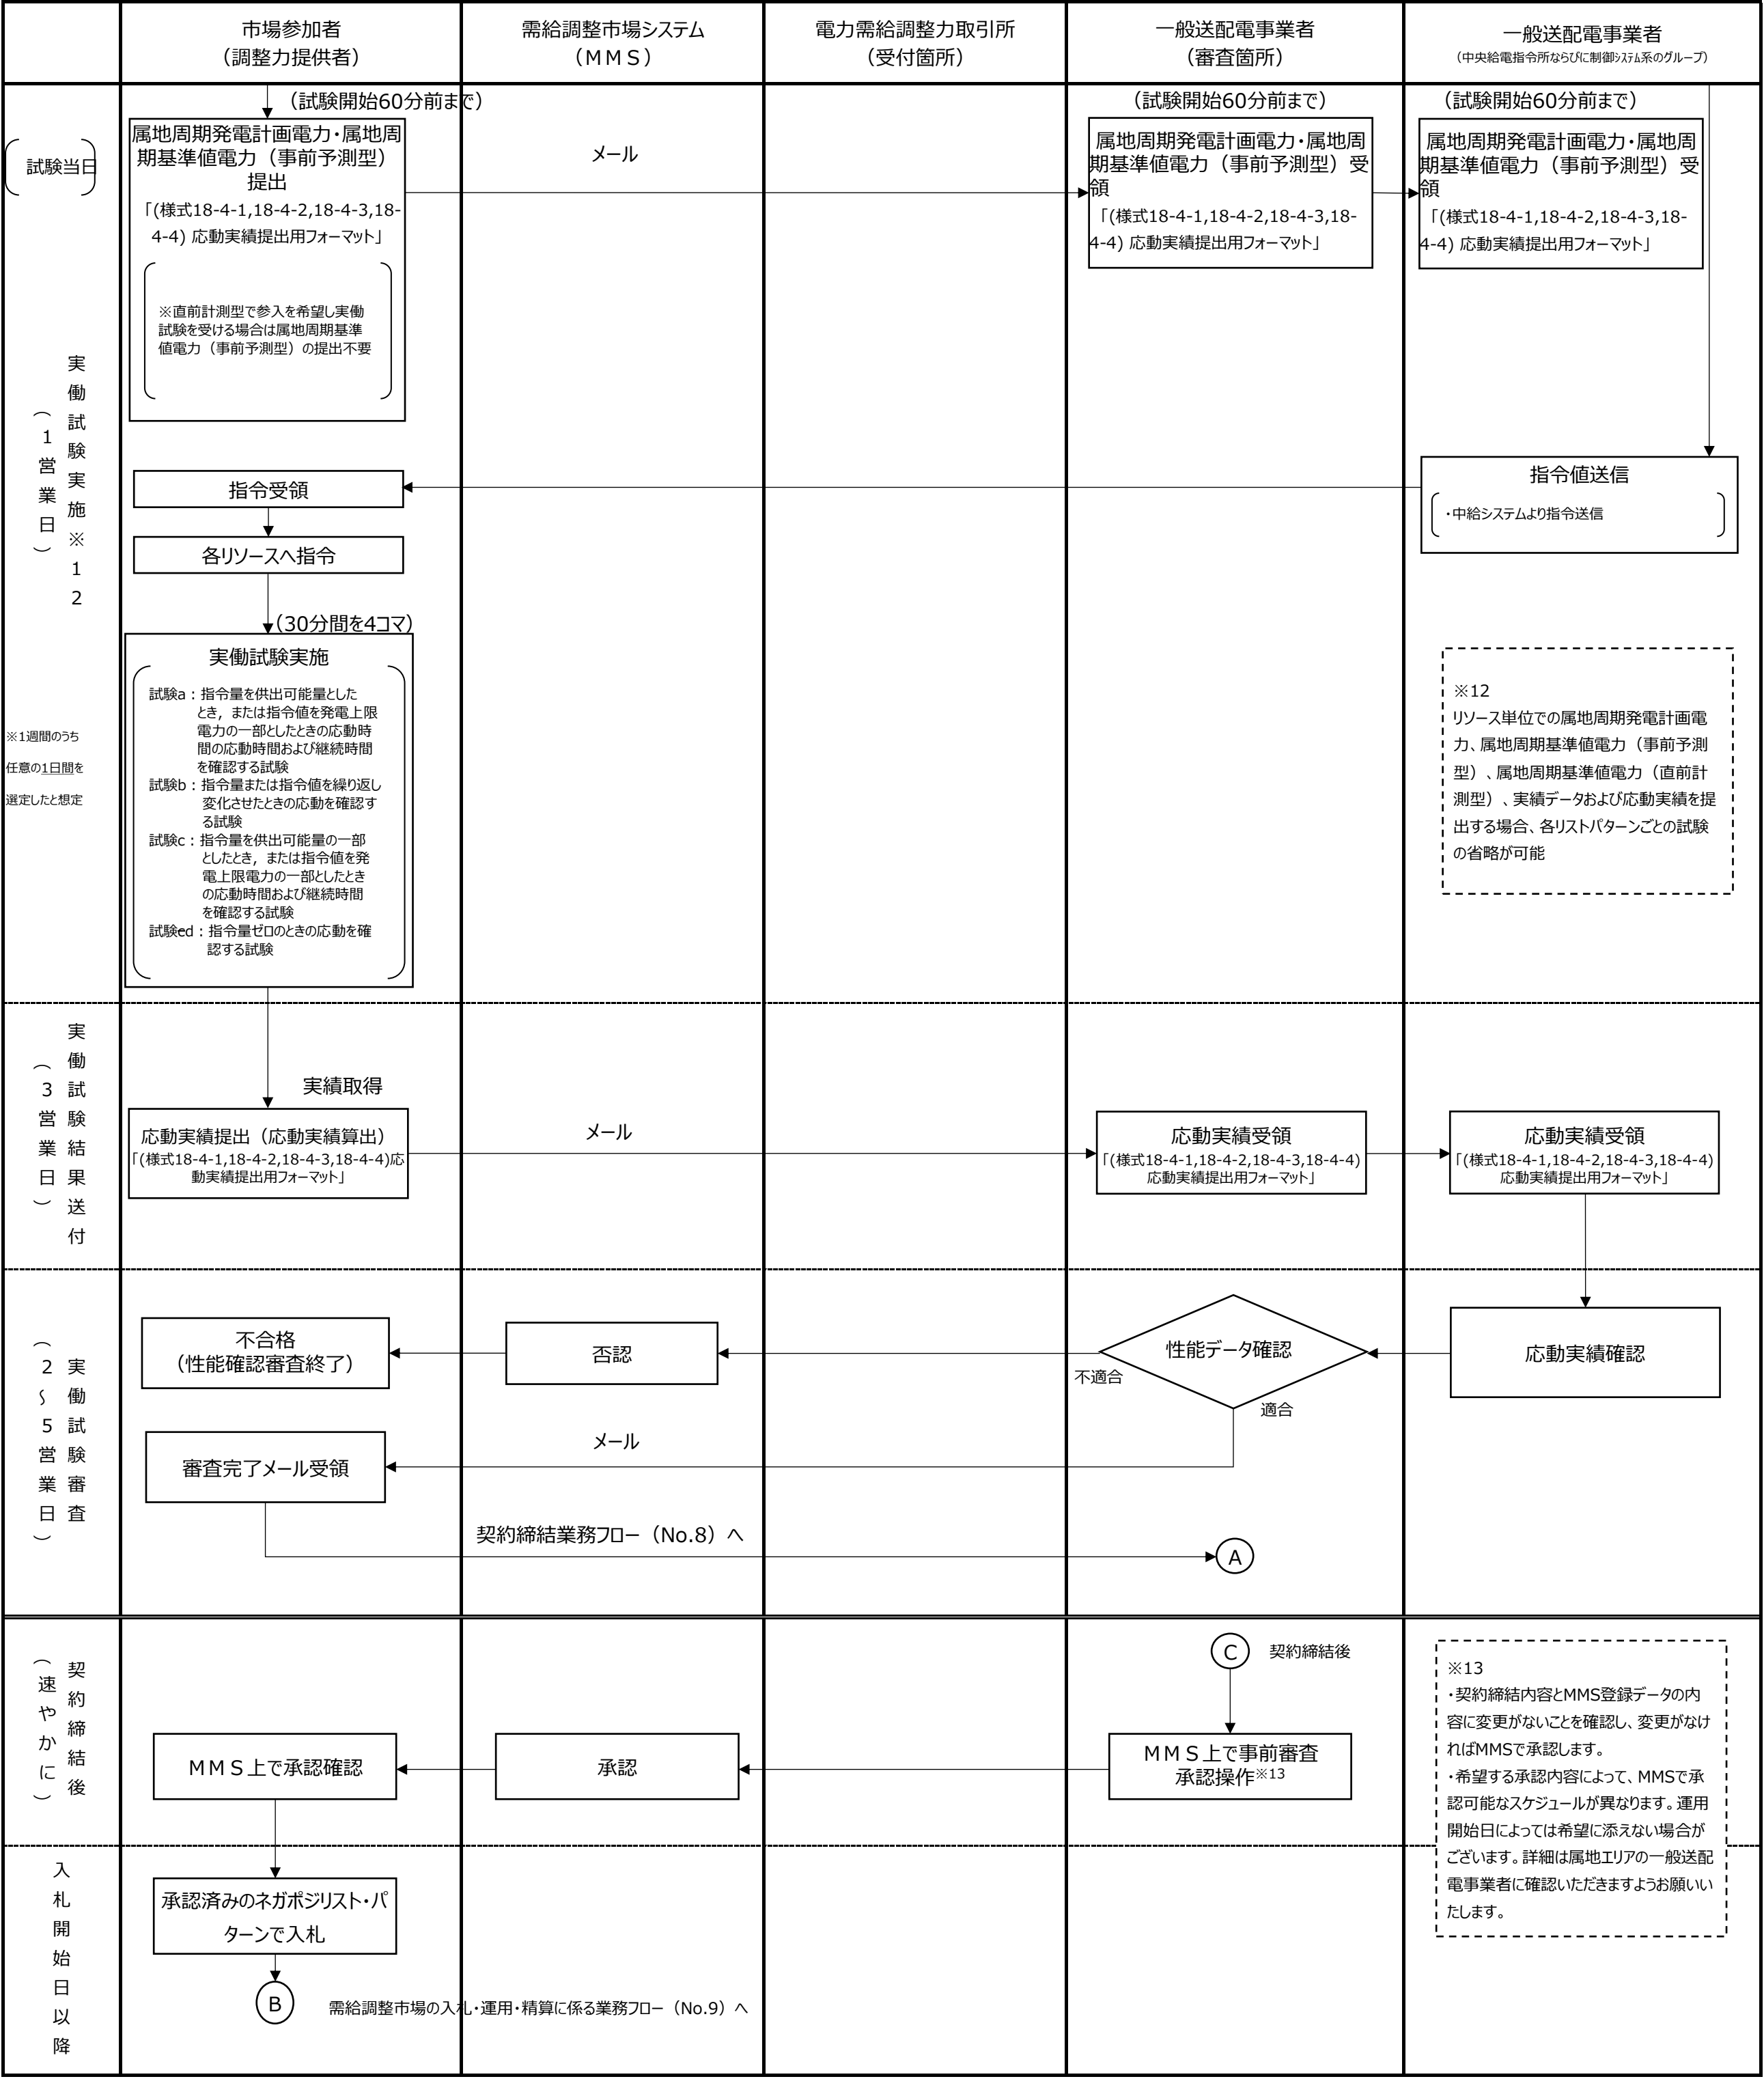 市場参加者
（調整力提供者）
需給調整市場システム
（ＭＭＳ）
電力需給調整力取引所
（受付箇所）
一般送配電事業者
（審査箇所）
一般送配電事業者
（中央給電指令所ならびに制御システム系のグループ）
試験当日
実働試験実施※12
（1営業日）
※1週間のうち
任意の1日間を
選定したと想定
（試験開始60分前まで）
属地周期発電計画電力・属地周
期基準値電力（事前予測型）
提出
「(様式18-4-1,18-4-2,18-4-3,18-
4-4) 応動実績提出用フォーマット」
※直前計測型で参入を希望し実働
試験を受ける場合は属地周期基準
値電力（事前予測型）の提出不要
メール
（試験開始60分前まで）
属地周期発電計画電力・属地周
期基準値電力（事前予測型）受
領
「(様式18-4-1,18-4-2,18-4-3,18-
4-4) 応動実績提出用フォーマット」
（試験開始60分前まで）
属地周期発電計画電力・属地周
期基準値電力（事前予測型）受
領
「(様式18-4-1,18-4-2,18-4-3,18-
4-4) 応動実績提出用フォーマット」
指令値送信
・中給システムより指令送信
指令受領
各リソースへ指令
（30分間を4コマ）
実働試験実施
試験a：指令量を供出可能量とした
とき，または指令値を発電上限
電力の一部としたときの応動時
間の応動時間および継続時間
を確認する試験
試験b：指令量または指令値を繰り返し
変化させたときの応動を確認す
る試験
試験c：指令量を供出可能量の一部
としたとき，または指令値を発
電上限電力の一部としたとき
の応動時間および継続時間
を確認する試験
試験ed：指令量ゼロのときの応動を確
認する試験
※12
リソース単位での属地周期発電計画電
力、属地周期基準値電力（事前予測
型）、属地周期基準値電力（直前計
測型）、実績データおよび応動実績を提
出する場合、各リストパターンごとの試験
の省略が可能
実働試験結果送付
（3営業日）
実績取得
応動実績提出（応動実績算出）
「(様式18-4-1,18-4-2,18-4-3,18-4-4)応
動実績提出用フォーマット」
メール
応動実績受領
「(様式18-4-1,18-4-2,18-4-3,18-4-4)
応動実績提出用フォーマット」
応動実績受領
「(様式18-4-1,18-4-2,18-4-3,18-4-4)
応動実績提出用フォーマット」
実働試験審査
（2～5営業日）
不合格
（性能確認審査終了）
否認
性能データ確認
不適合
適合
応動実績確認
審査完了メール受領
メール
契約締結業務フロー（No.8）へ
A
契約締結後
（速やかに）
C
契約締結後
ＭＭＳ上で承認確認
承認
ＭＭＳ上で事前審査
承認操作※13
※13
・契約締結内容とMMS登録データの内
容に変更がないことを確認し、変更がなけ
ればMMSで承認します。
・希望する承認内容によって、MMSで承
認可能なスケジュールが異なります。運用
開始日によっては希望に添えない場合が
ございます。詳細は属地エリアの一般送配
電事業者に確認いただきますようお願いい
たします。
入札開始日以降
承認済みのネガポジリスト・パ
ターンで入札
B
需給調整市場の入札・運用・精算に係る業務フロー（No.9）へ